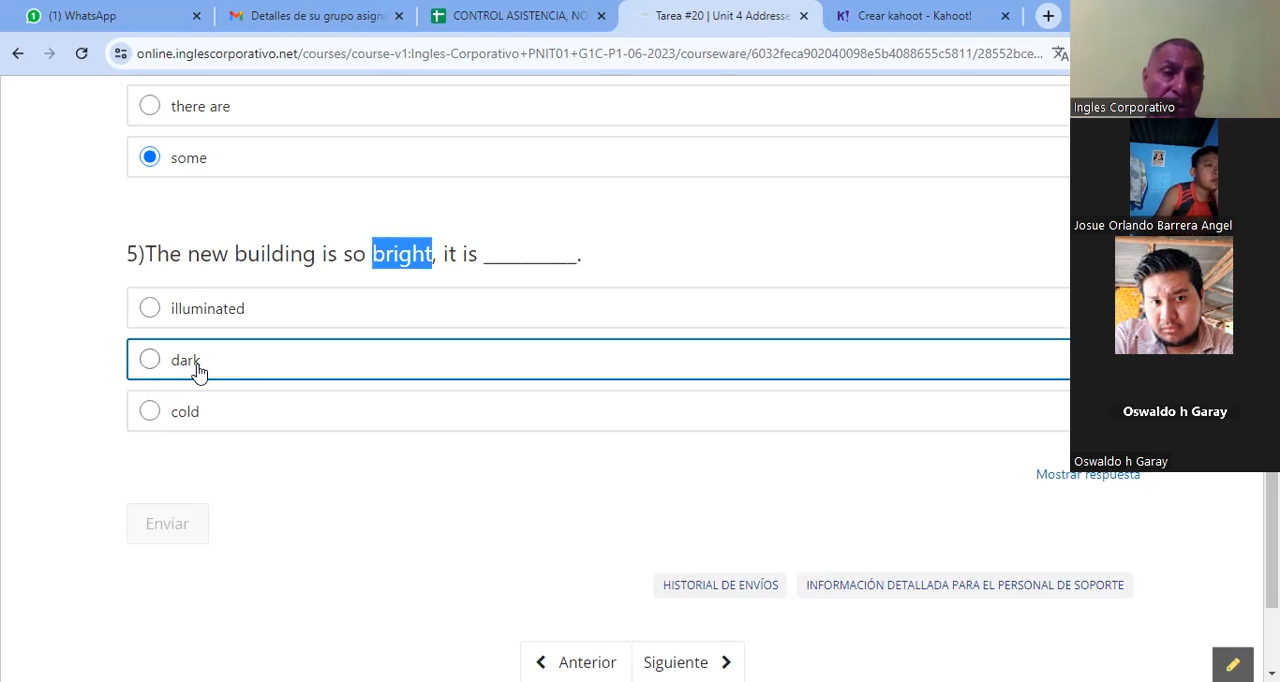 (1) WhatsApp
Detalles de su grupo asigna
CONTROL ASISTENCIA, NO
Tarea #20 | Unit 4 Addresse
K! Crear kahoot - Kahoot!
online.inglescorporativo.net/courses/course-v1:Ingles-Corporativo+PNIT01+G1C-P1-06-2023/courseware/6032feca902040098e5b4088655c5811/28552bce...
there are
some
5)The new building is so bright, it is _________.
illuminated
dark
cold
Mostrar respuesta
Enviar
HISTORIAL DE ENVÍOS
INFORMACIÓN DETALLADA PARA EL PERSONAL DE SOPORTE
Anterior
Siguiente
Ingles Corporativo
Josue Orlando Barrera Angel
Oswaldo h Garay
Oswaldo h Garay